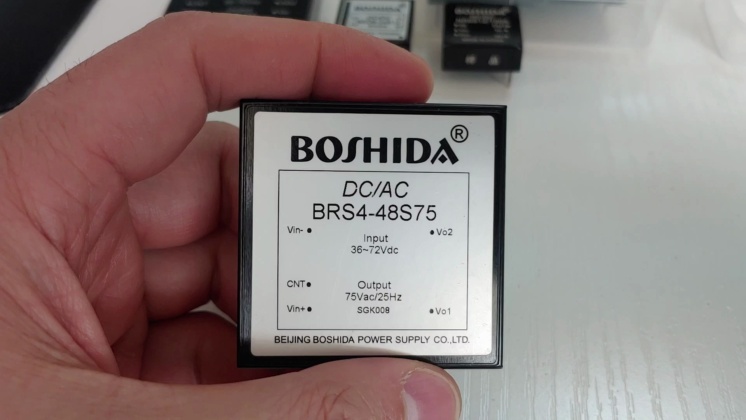 BOSHIDA®
DC/AC
BRS4-48S75
Vin- Vo2
Input
36~72Vdc
CNT Output
75Vac/25Hz
Vin+ SGK008 Vo1
BEIJING BOSHIDA POWER SUPPLY CO.,LTD.